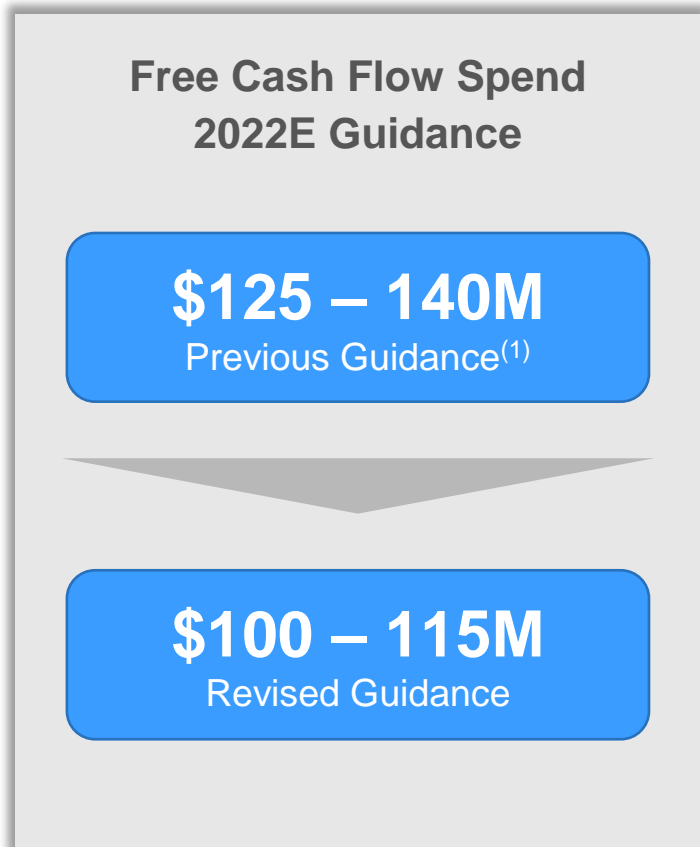 Free Cash Flow Spend
2022E Guidance
$125 – 140M
Previous Guidance(1)
$100 – 115M
Revised Guidance